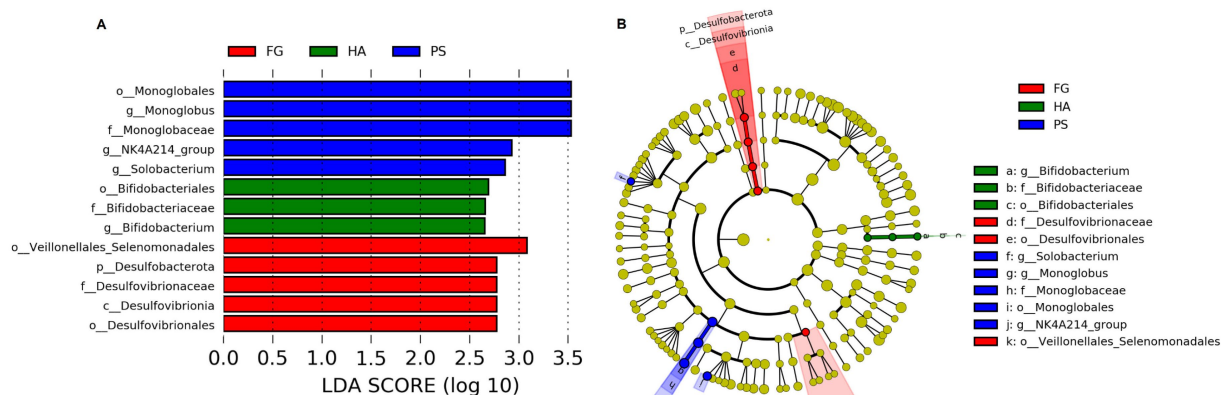 A
FG HA PS
o__Monoglobales
g__Monoglobus
f__Monoglobaceae
g__NK4A214_group
g__Solobacterium
o__Bifidobacteriales
f__Bifidobacteriaceae
g__Bifidobacterium
o__Veillonellales_Selenomonadales
p__Desulfobacterota
f__Desulfovibrionaceae
c__Desulfovibrionia
o__Desulfovibrionales
0.0 0.5 1.0 1.5 2.0 2.5 3.0 3.5
LDA SCORE (log 10)
B
p__Desulfobacterota
c__Desulfovibrionia
e
d
f
a b c
g
h
FG
HA
PS
a: g__Bifidobacterium
b: f__Bifidobacteriaceae
c: o__Bifidobacteriales
d: f__Desulfovibrionaceae
e: o__Desulfovibrionales
f: g__Solobacterium
g: g__Monoglobus
h: f__Monoglobaceae
i: o__Monoglobales
j: g__NK4A214_group
k: o__Veillonellales_Selenomonadales